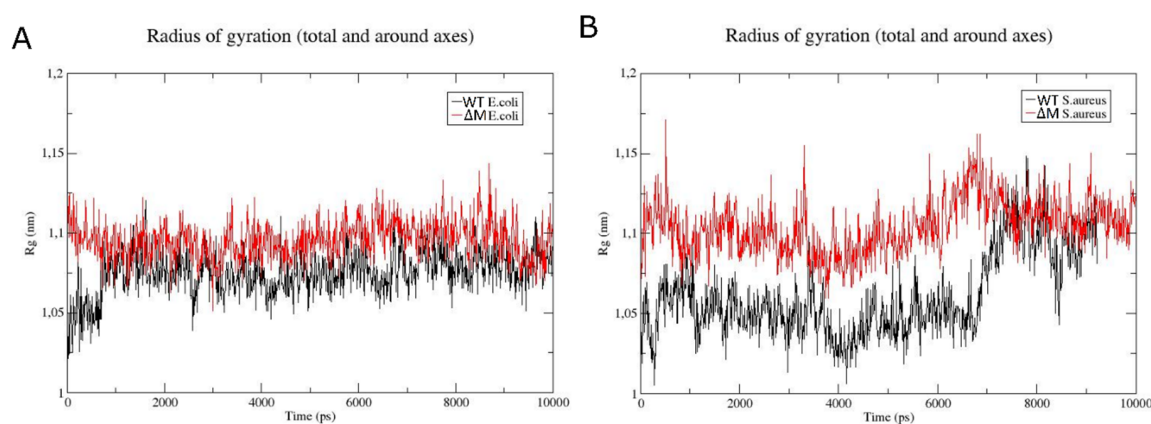 A
Radius of gyration (total and around axes)
1,2
1,15
1,1
1,05
1
Rg (nm)
WT E.coli
ΔM E.coli
0
2000
4000
6000
8000
10000
Time (ps)
B
Radius of gyration (total and around axes)
1,2
1,15
1,1
1,05
1
Rg (nm)
WT S.aureus
ΔM S.aureus
0
2000
4000
6000
8000
10000
Time (ps)